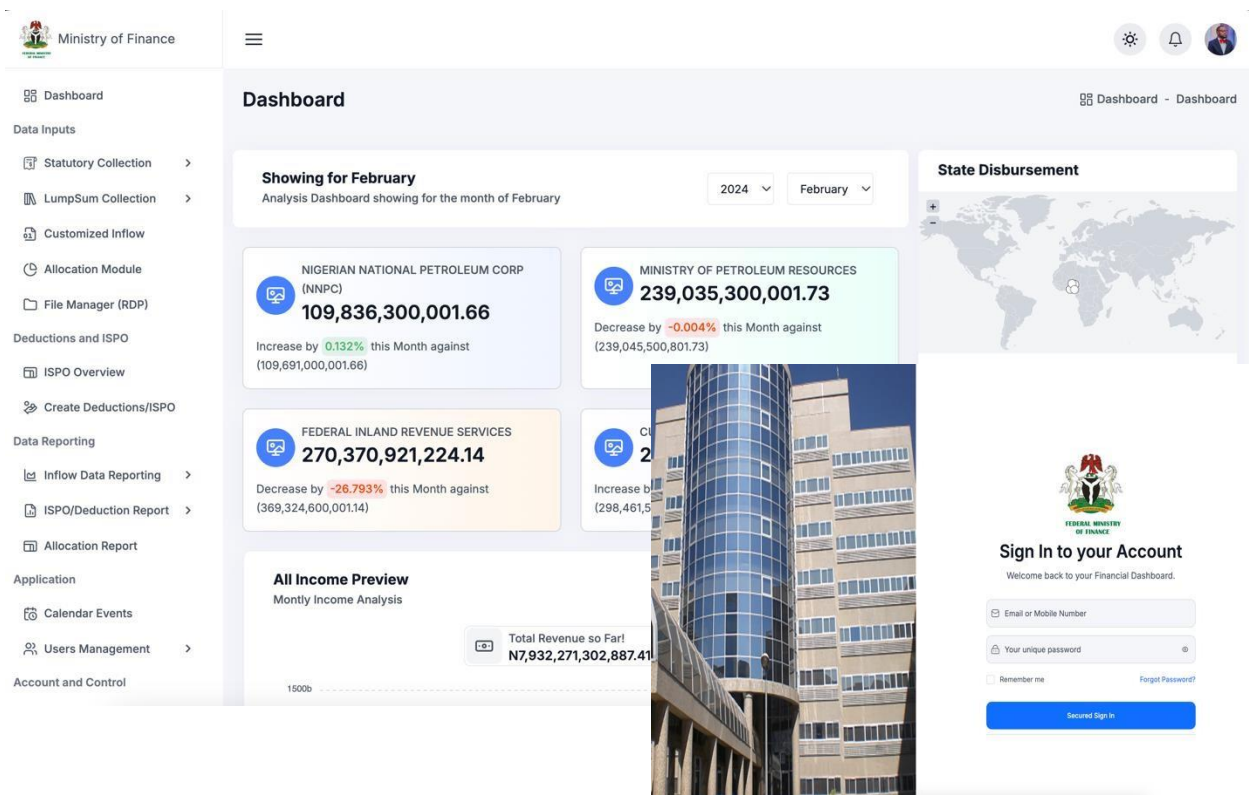 Ministry of Finance
Dashboard
Data Inputs
Statutory Collection
LumpSum Collection
Customized Inflow
Allocation Module
File Manager (RDP)
Deductions and ISPO
ISPO Overview
Create Deductions/ISPO
Data Reporting
Inflow Data Reporting
ISPO/Deduction Report
Allocation Report
Application
Calendar Events
Users Management
Account and Control
Dashboard
Dashboard - Dashboard
Showing for February
Analysis Dashboard showing for the month of February
2024
February
NIGERIAN NATIONAL PETROLEUM CORP
(NNPC)
109,836,300,001.66
Increase by 0.132% this Month against
(109,691,000,001.66)
MINISTRY OF PETROLEUM RESOURCES
239,035,300,001.73
Decrease by -0.004% this Month against
(239,045,500,801.73)
FEDERAL INLAND REVENUE SERVICES
270,370,921,224.14
Decrease by -26.793% this Month against
(369,324,600,001.14)
CU
2
Increase b
(298,461,5
All Income Preview
Montly Income Analysis
Total Revenue so Far!
N7,932,271,302,887.41
1500b
State Disbursement
+
-
FEDERAL MINISTRY
OF FINANCE
Sign In to your Account
Welcome back to your Financial Dashboard.
Email or Mobile Number
Your unique password
Remember me
Forgot Password?
Secured Sign In